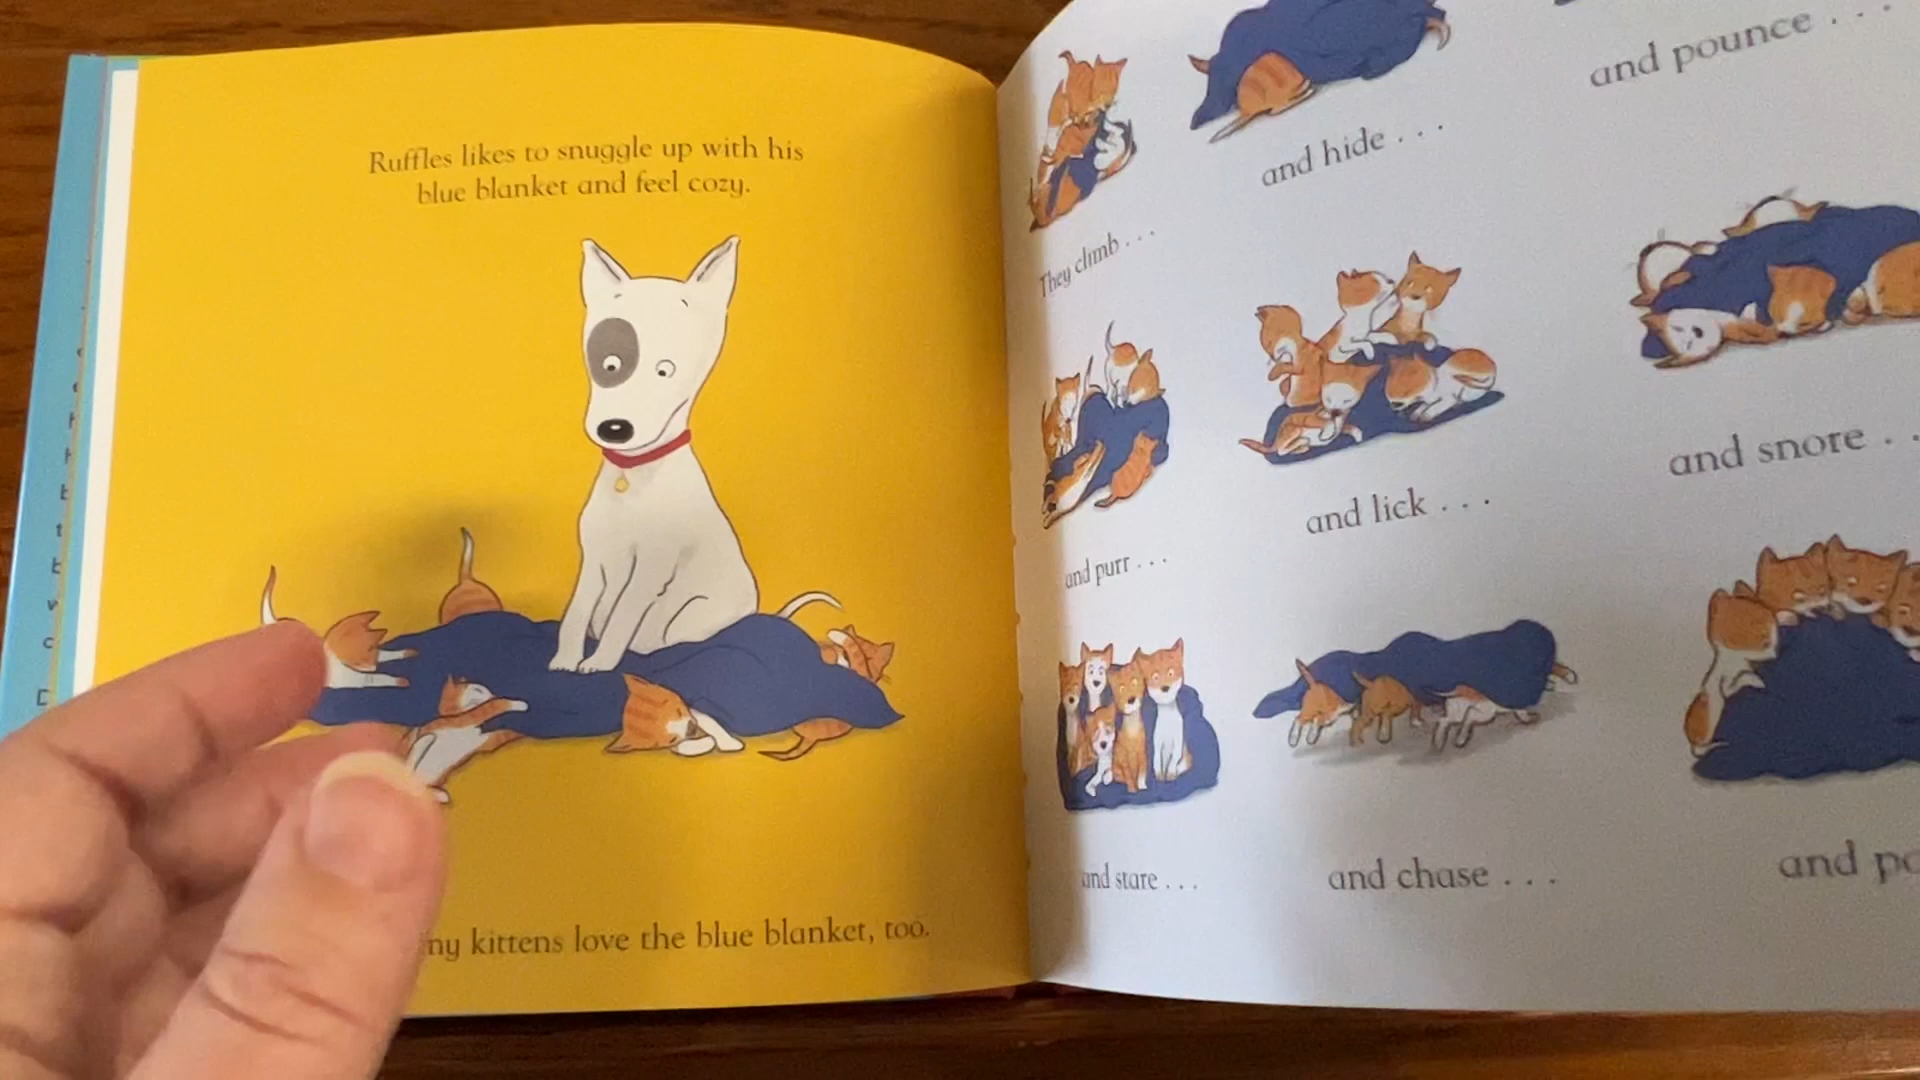 Ruffles likes to snuggle up with his
blue blanket and feel cozy.
kittens love the blue blanket, too.
They climb . . .
and hide . . .
and pounce . . .
and purr . . .
and lick . . .
and snore . .
and stare . . .
and chase . . .
and